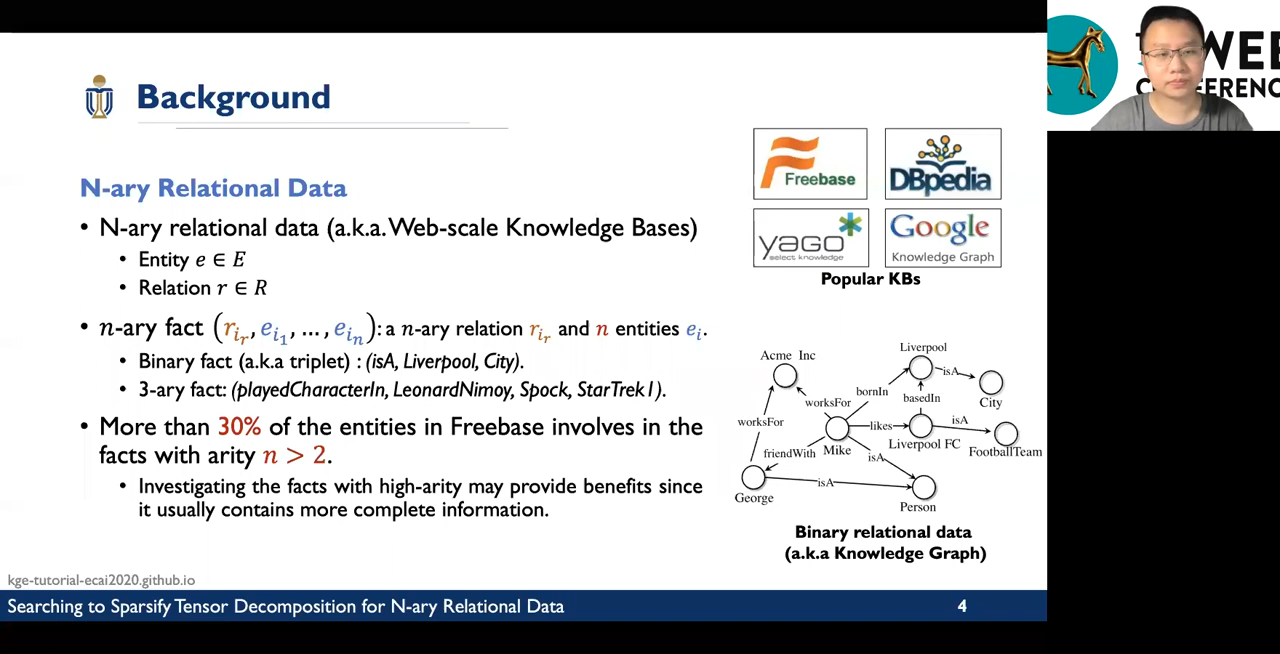 Background
N-ary Relational Data
• N-ary relational data (a.k.a. Web-scale Knowledge Bases)
• Entity e ∈ E
• Relation r ∈ R
• n-ary fact (r_{i_r}, e_{i_1}, …, e_{i_n}): a n-ary relation r_{i_r} and n entities e_i.
• Binary fact (a.k.a triplet) : (isA, Liverpool, City).
• 3-ary fact: (playedCharacterIn, LeonardNimoy, Spock, StarTrek1).
• More than 30% of the entities in Freebase involves in the
facts with arity n > 2.
• Investigating the facts with high-arity may provide benefits since
it usually contains more complete information.
Freebase
DBpedia
yago
select knowledge
Google
Knowledge Graph
Popular KBs
Acme Inc
Liverpool
isA
City
bornIn
worksFor
basedIn
worksFor
likes
isA
Mike
Liverpool FC
FootballTeam
friendWith
isA
George
isA
Person
Binary relational data
(a.k.a Knowledge Graph)
kge-tutorial-ecai2020.github.io
Searching to Sparsify Tensor Decomposition for N-ary Relational Data
4